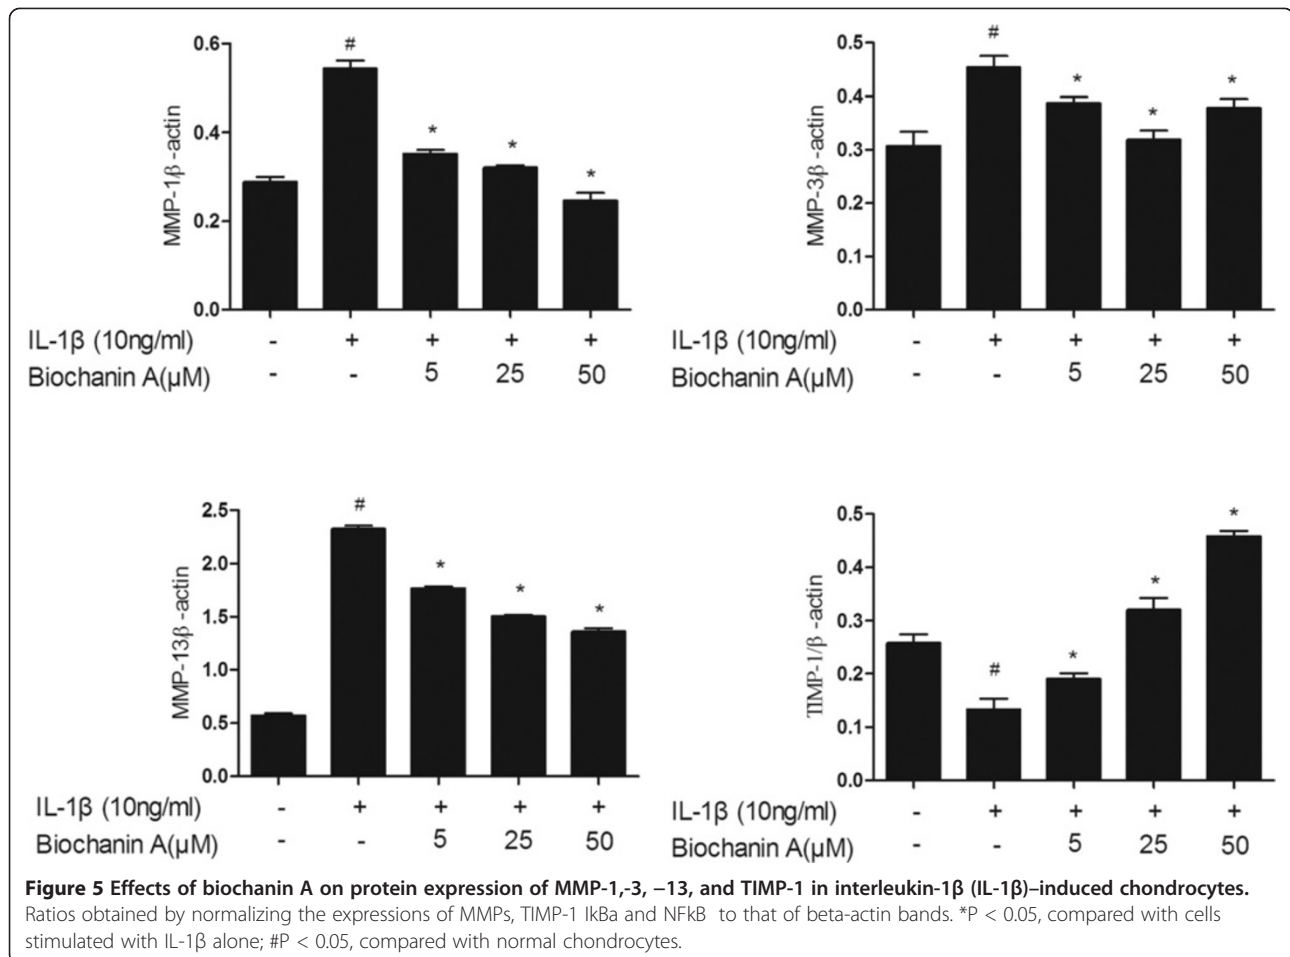 0.6
0.4
0.2
0.0
MMP-1β -actin
#
*
*
*
IL-1β (10ng/ml) - + + + +
Biochanin A(μM) - - 5 25 50
0.5
0.4
0.3
0.2
0.1
0.0
MMP-3β -actin
#
*
*
*
IL-1β (10ng/ml) - + + + +
Biochanin A(μM) - - 5 25 50
2.5
2.0
1.5
1.0
0.5
0.0
MMP-13β -actin
#
*
*
*
IL-1β (10ng/ml) - + + + +
Biochanin A(μM) - - 5 25 50
0.5
0.4
0.3
0.2
0.1
0.0
TIMP-1/β -actin
#
*
*
*
IL-1β (10ng/ml) - + + + +
Biochanin A(μM) - - 5 25 50
Figure 5 Effects of biochanin A on protein expression of MMP-1,-3, −13, and TIMP-1 in interleukin-1β (IL-1β)–induced chondrocytes.
Ratios obtained by normalizing the expressions of MMPs, TIMP-1 IkBa and NFkB to that of beta-actin bands. *P < 0.05, compared with cells
stimulated with IL-1β alone; #P < 0.05, compared with normal chondrocytes.